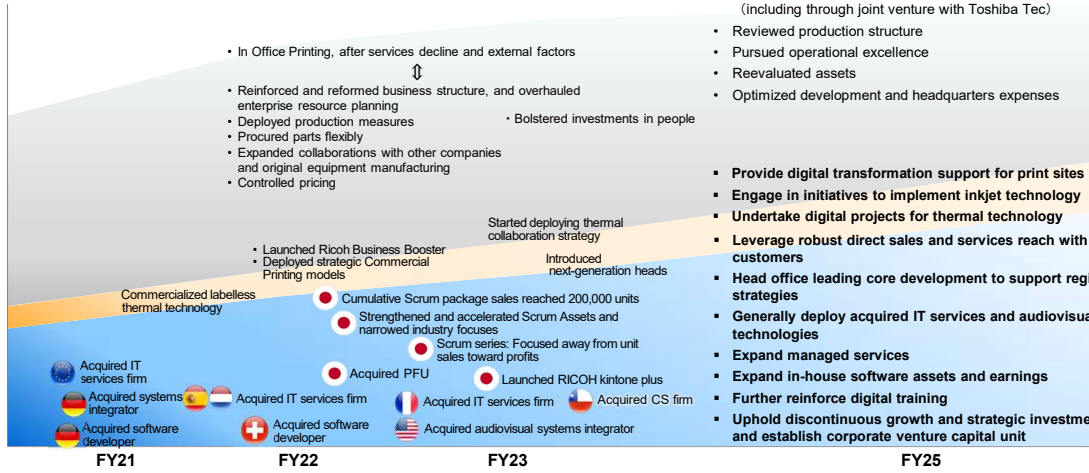 (including through joint venture with Toshiba Tec)
• Reviewed production structure
• Pursued operational excellence
• Reevaluated assets
• Optimized development and headquarters expenses
• In Office Printing, after services decline and external factors
⇕
• Reinforced and reformed business structure, and overhauled
enterprise resource planning
• Deployed production measures
• Procured parts flexibly
• Expanded collaborations with other companies
and original equipment manufacturing
• Controlled pricing
・Bolstered investments in people
Started deploying thermal
collaboration strategy
• Launched Ricoh Business Booster
• Deployed strategic Commercial
Printing models
Introduced
next-generation heads
Commercialized labelless
thermal technology
Cumulative Scrum package sales reached 200,000 units
Strengthened and accelerated Scrum Assets and
narrowed industry focuses
Scrum series: Focused away from unit
sales toward profits
Acquired IT
services firm
Acquired PFU
Launched RICOH kintone plus
Acquired systems
integrator
Acquired IT services firm
Acquired IT services firm
Acquired CS firm
Acquired software
developer
Acquired software
developer
Acquired audiovisual systems integrator
▪ Provide digital transformation support for print sites
▪ Engage in initiatives to implement inkjet technology
▪ Undertake digital projects for thermal technology
▪ Leverage robust direct sales and services reach with
customers
▪ Head office leading core development to support regi
strategies
▪ Generally deploy acquired IT services and audiovisua
technologies
▪ Expand managed services
▪ Expand in-house software assets and earnings
▪ Further reinforce digital training
▪ Uphold discontinuous growth and strategic investme
and establish corporate venture capital unit
FY21
FY22
FY23
FY25